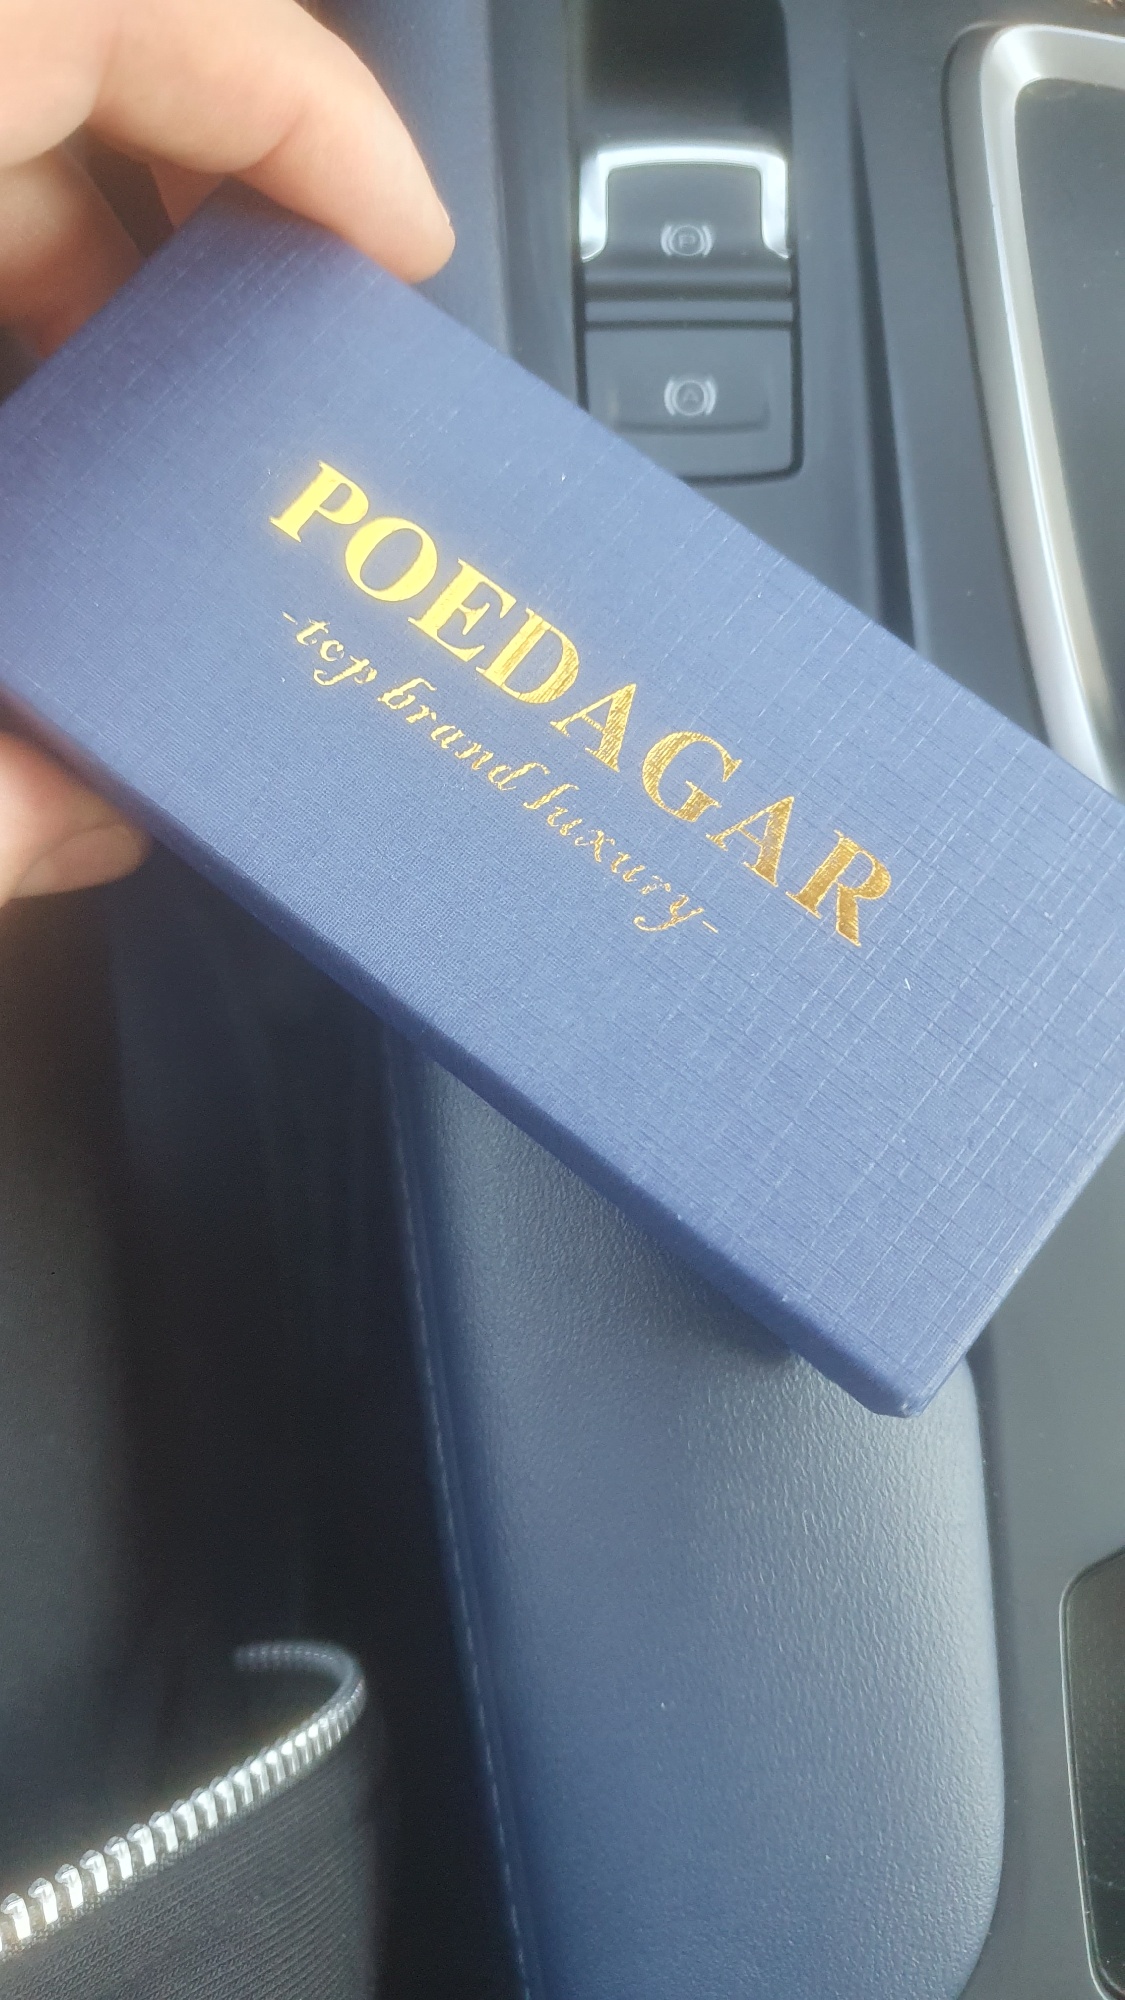 P
A
POEDAGAR
-top brand luxury-